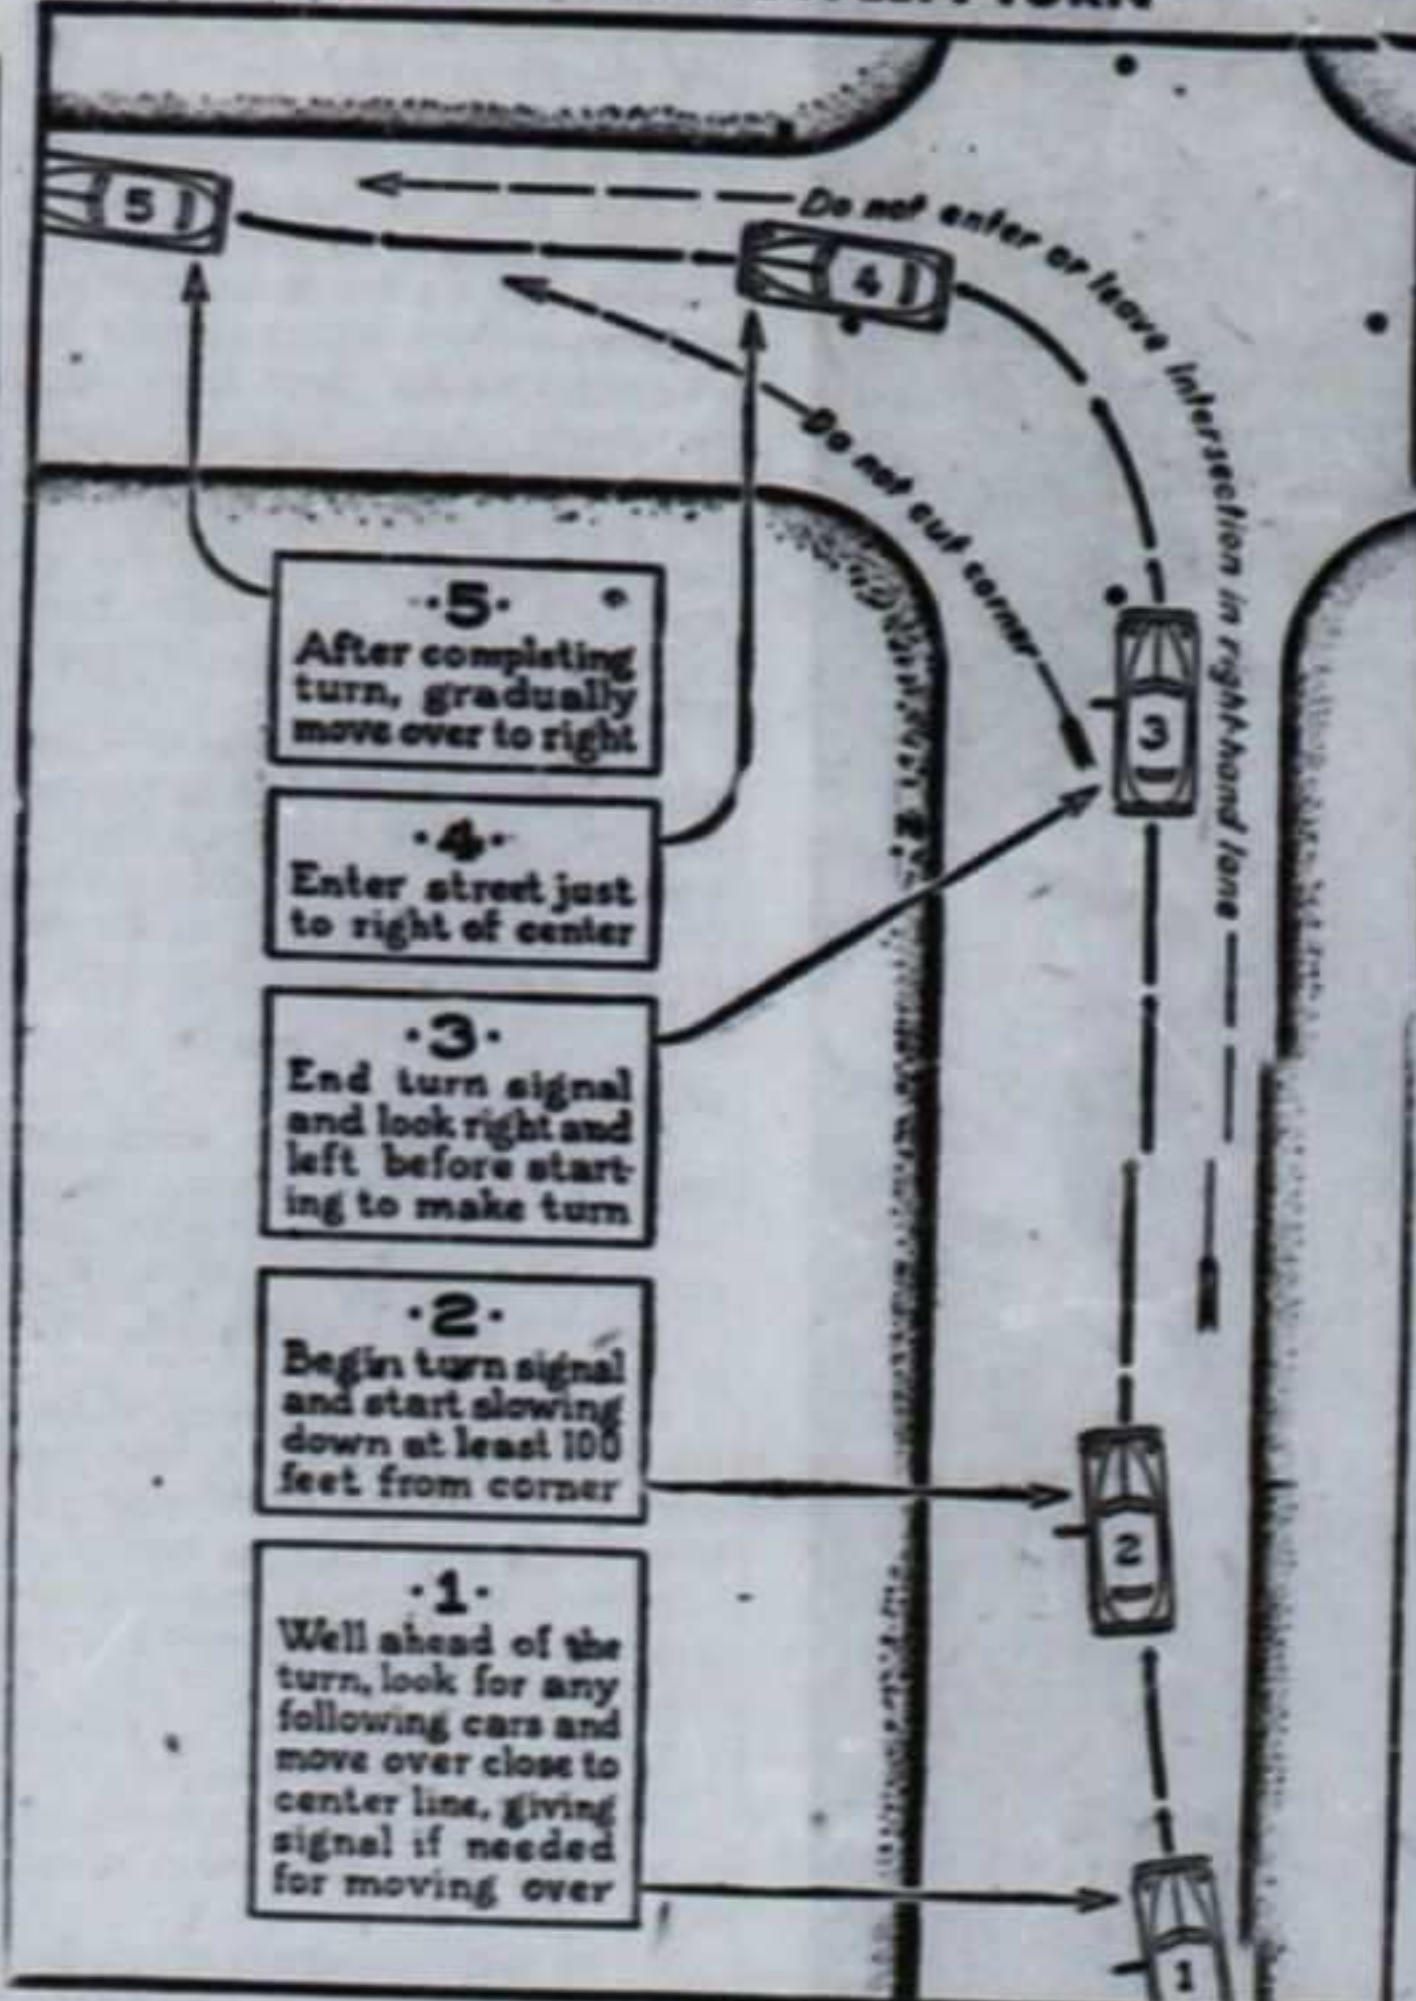 LEFT TURN
Do not enter or leave intersection in right-hand lane
Do not cut corner
5
4
3
2
1
·5·
After completing
turn, gradually
move over to right
·4·
Enter street just
to right of center
·3·
End turn signal
and look right and
left before start-
ing to make turn
·2·
Begin turn signal
and start slowing
down at least 100
feet from corner
·1·
Well ahead of the
turn, look for any
following cars and
move over close to
center line, giving
signal if needed
for moving over